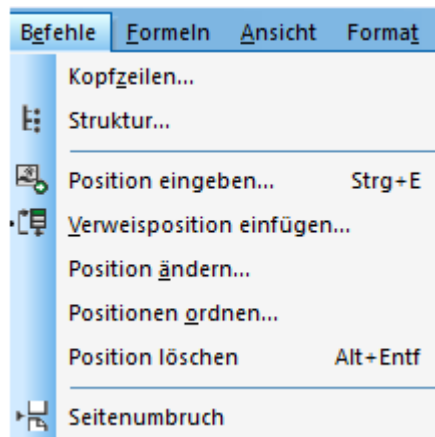 Befehle Formeln Ansicht Format
Kopfzeilen...
Struktur...
Position eingeben... Strg+E
Verweisposition einfügen...
Position ändern...
Positionen ordnen...
Position löschen Alt+Entf
Seitenumbruch